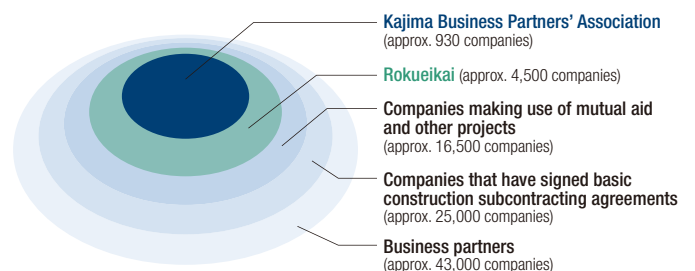 Kajima Business Partners’ Association
(approx. 930 companies)
Rokueikai (approx. 4,500 companies)
Companies making use of mutual aid
and other projects
(approx. 16,500 companies)
Companies that have signed basic
construction subcontracting agreements
(approx. 25,000 companies)
Business partners
(approx. 43,000 companies)